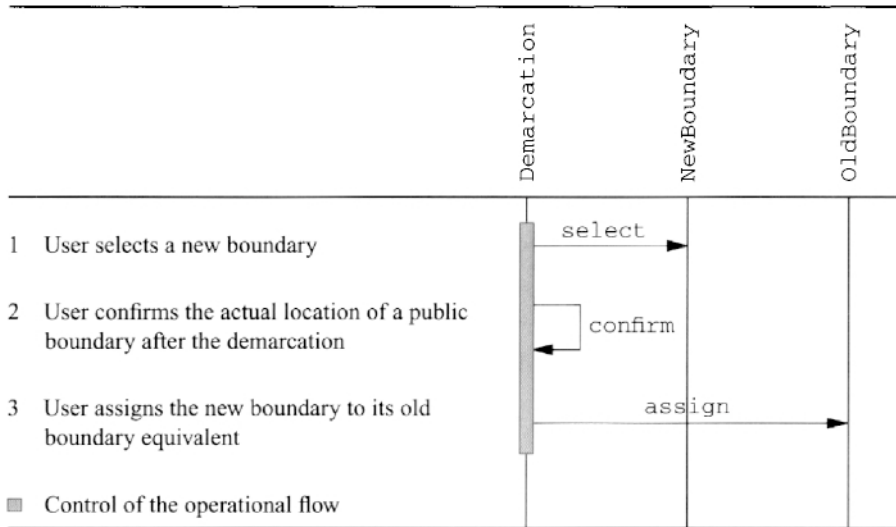 Demarcation
NewBoundary
OldBoundary
1 User selects a new boundary
select
2 User confirms the actual location of a public
boundary after the demarcation
confirm
3 User assigns the new boundary to its old
boundary equivalent
assign
Control of the operational flow